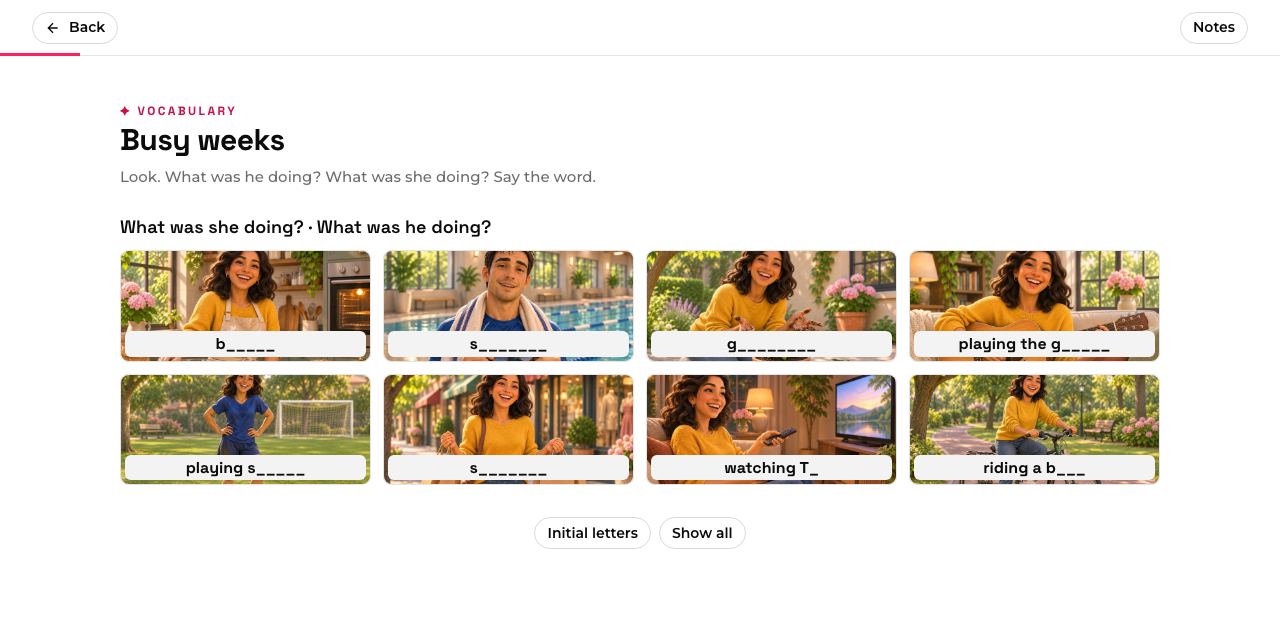 Back
Notes
VOCABULARY
Busy weeks
Look. What was he doing? What was she doing? Say the word.
What was she doing? · What was he doing?
b_____
s_______
g________
playing the g_____
playing s_____
s_______
watching T_
riding a b___
Initial letters
Show all